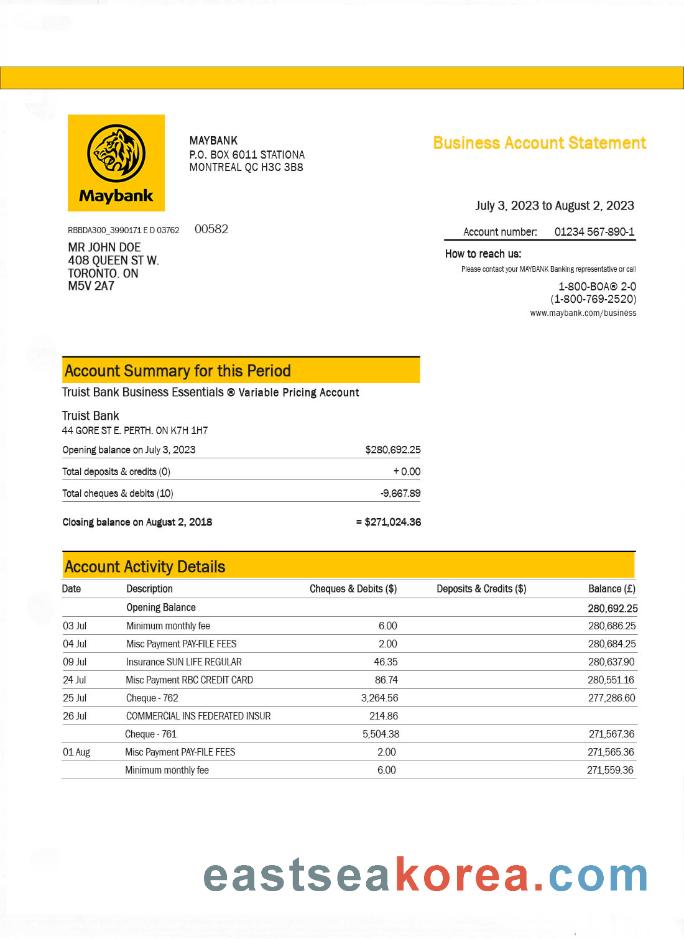 Maybank
MAYBANK
P.O. BOX 6011 STATIONA
MONTREAL QC H3C 3B8
Business Account Statement
July 3, 2023 to August 2, 2023
RBBDA300_3990171 E D 03762 00582
MR JOHN DOE
408 QUEEN ST W.
TORONTO. ON
M5V 2A7
Account number: 01234 567-890-1
How to reach us:
Please contact your MAYBANK Banking representative or call
1-800-BOA® 2-0
(1-800-769-2520)
www.maybank.com/business
Account Summary for this Period
Truist Bank Business Essentials ® Variable Pricing Account
Truist Bank
44 GORE ST E. PERTH. ON K7H 1H7
Opening balance on July 3, 2023 $280,692.25
Total deposits & credits (0) + 0.00
Total cheques & debits (10) -9,667.89
Closing balance on August 2, 2018 = $271,024.36
Account Activity Details
Date Description Cheques & Debits ($) Deposits & Credits ($) Balance (£)
Opening Balance 280,692.25
03 Jul Minimum monthly fee 6.00 280,686.25
04 Jul Misc Payment PAY-FILE FEES 2.00 280,684.25
09 Jul Insurance SUN LIFE REGULAR 46.35 280,637.90
24 Jul Misc Payment RBC CREDIT CARD 86.74 280,551.16
25 Jul Cheque - 762 3,264.56 277,286.60
26 Jul COMMERCIAL INS FEDERATED INSUR 214.86
Cheque - 761 5,504.38 271,567.36
01 Aug Misc Payment PAY-FILE FEES 2.00 271,565.36
Minimum monthly fee 6.00 271,559.36
eastseakorea.com